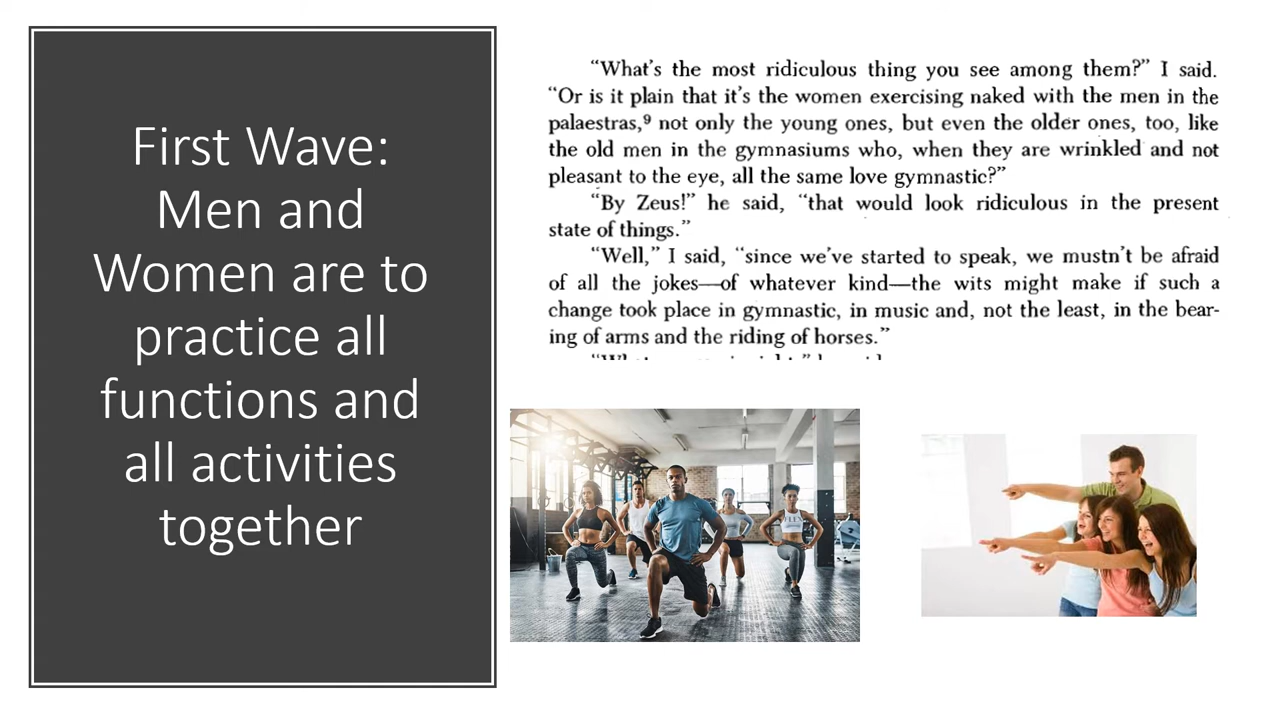 First Wave:
Men and
Women are to
practice all
functions and
all activities
together
“What’s the most ridiculous thing you see among them?” I said.
“Or is it plain that it’s the women exercising naked with the men in the
palaestras,⁹ not only the young ones, but even the older ones, too, like
the old men in the gymnasiums who, when they are wrinkled and not
pleasant to the eye, all the same love gymnastic?”
“By Zeus!” he said, “that would look ridiculous in the present
state of things.”
“Well,” I said, “since we’ve started to speak, we mustn’t be afraid
of all the jokes—of whatever kind—the wits might make if such a
change took place in gymnastic, in music and, not the least, in the bear-
ing of arms and the riding of horses.”
FLEX